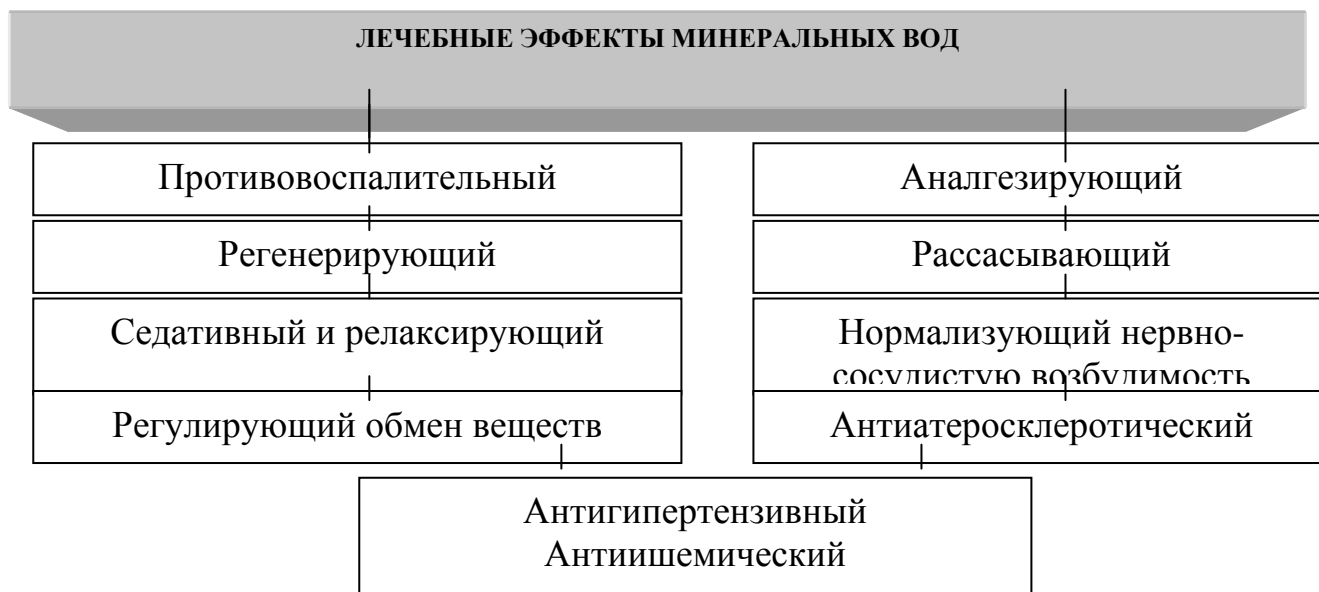 ЛЕЧЕБНЫЕ ЭФФЕКТЫ МИНЕРАЛЬНЫХ ВОД
Противовоспалительный
Аналгезирующий
Регенерирующий
Рассасывающий
Седативный и релаксирующий
Нормализующий нервно-
сосудистую возбудимость
Регулирующий обмен веществ
Антиатеросклеротический
Антигипертензивный
Антиишемический